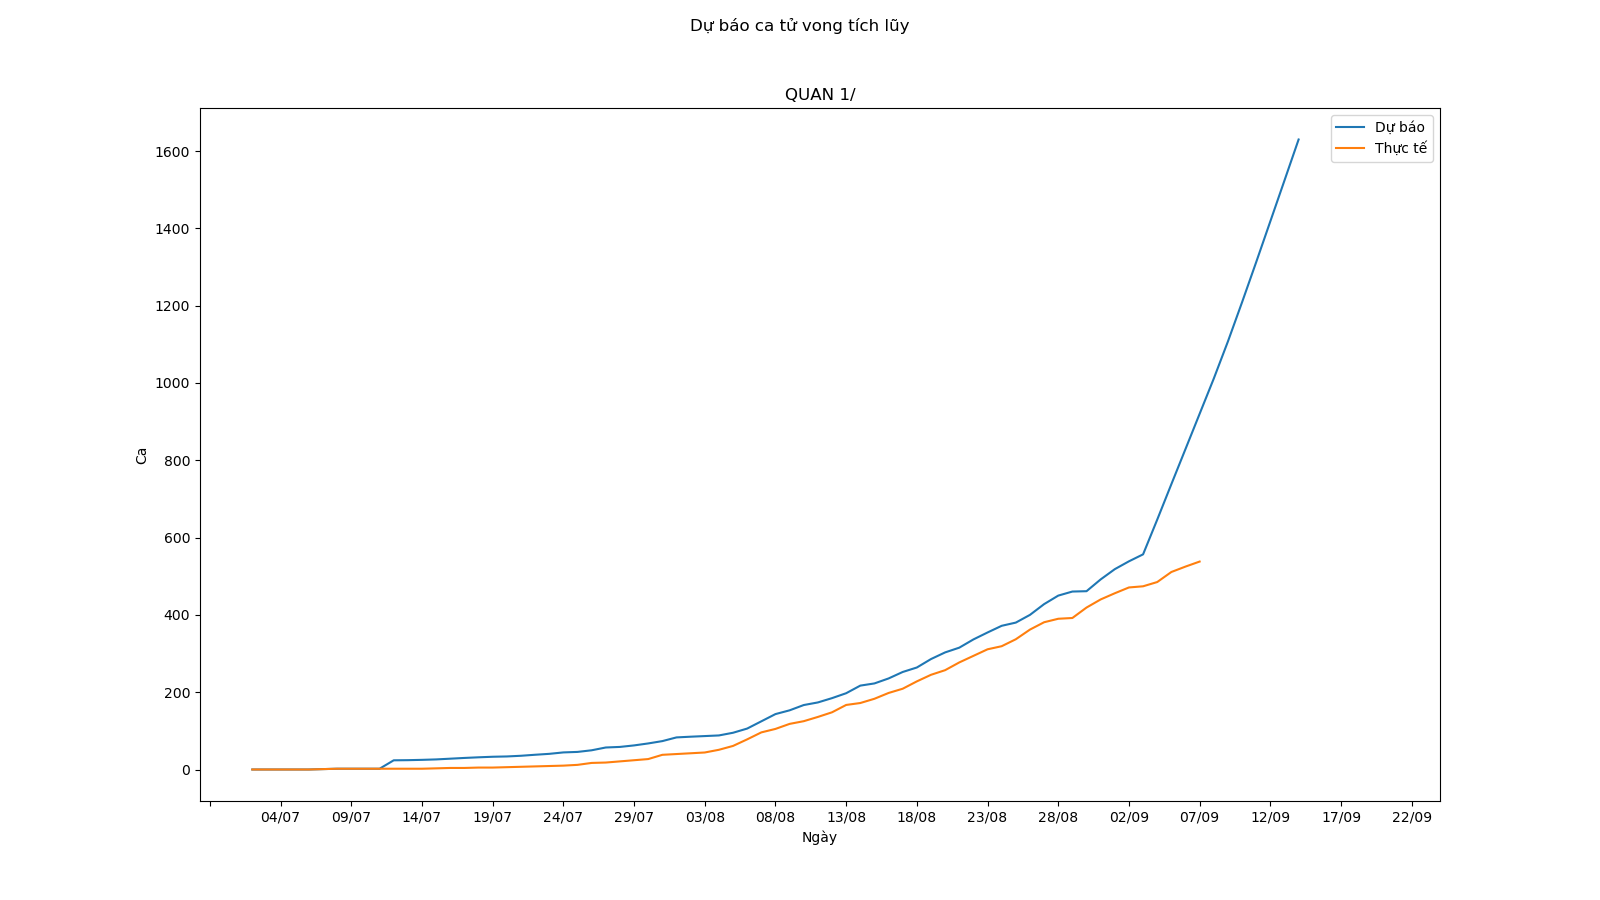 Dự báo ca tử vong tích lũy
QUAN 1/
Dự báo
Thực tế
1600
1400
1200
1000
800
600
400
200
0
Ca
04/07 09/07 14/07 19/07 24/07 29/07 03/08 08/08 13/08 18/08 23/08 28/08 02/09 07/09 12/09 17/09 22/09
Ngày